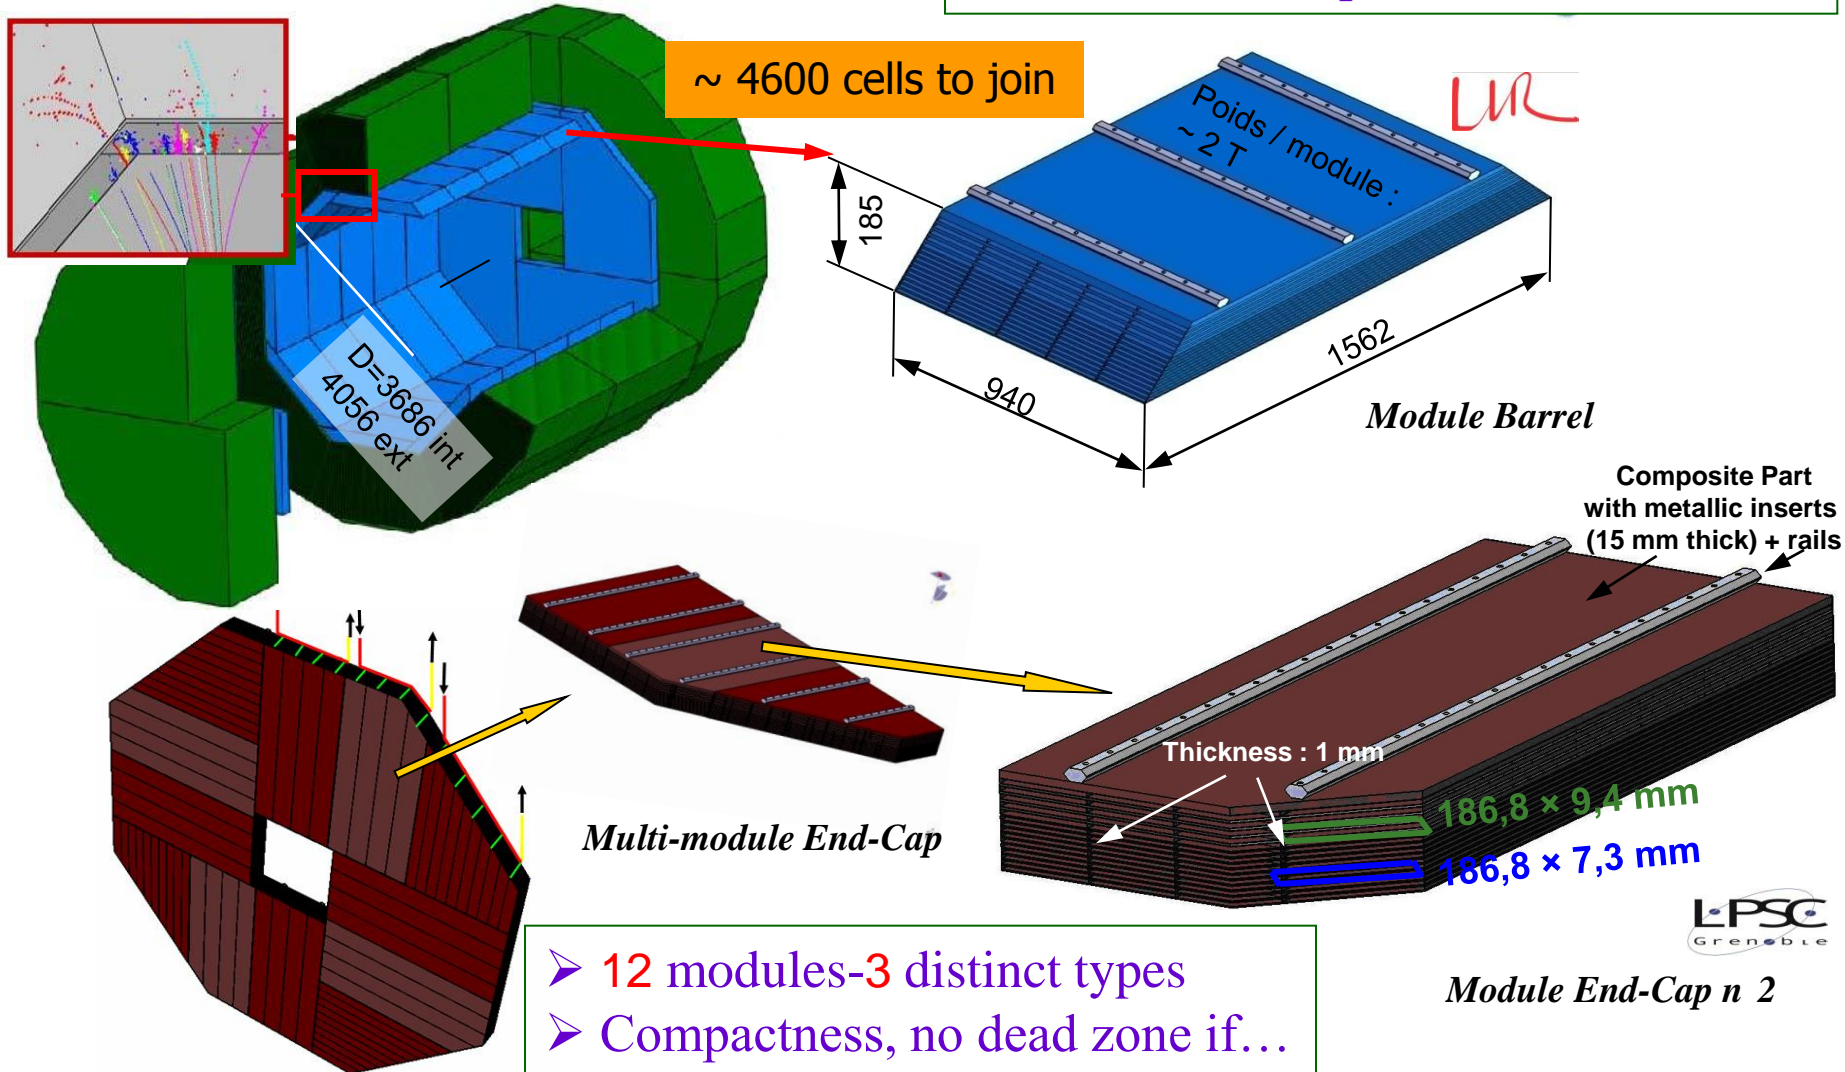 ~ 4600 cells to join
LLR
Poids / module :
~ 2 T
185
D=3686 int
4056 ext
940
1562
Module Barrel
Composite Part
with metallic inserts
(15 mm thick) + rails
Thickness : 1 mm
186,8 × 9,4 mm
Multi-module End-Cap
186,8 × 7,3 mm
LPSC
Grenoble
➢ 12 modules-3 distinct types
Module End-Cap n 2
➢ Compactness, no dead zone if…